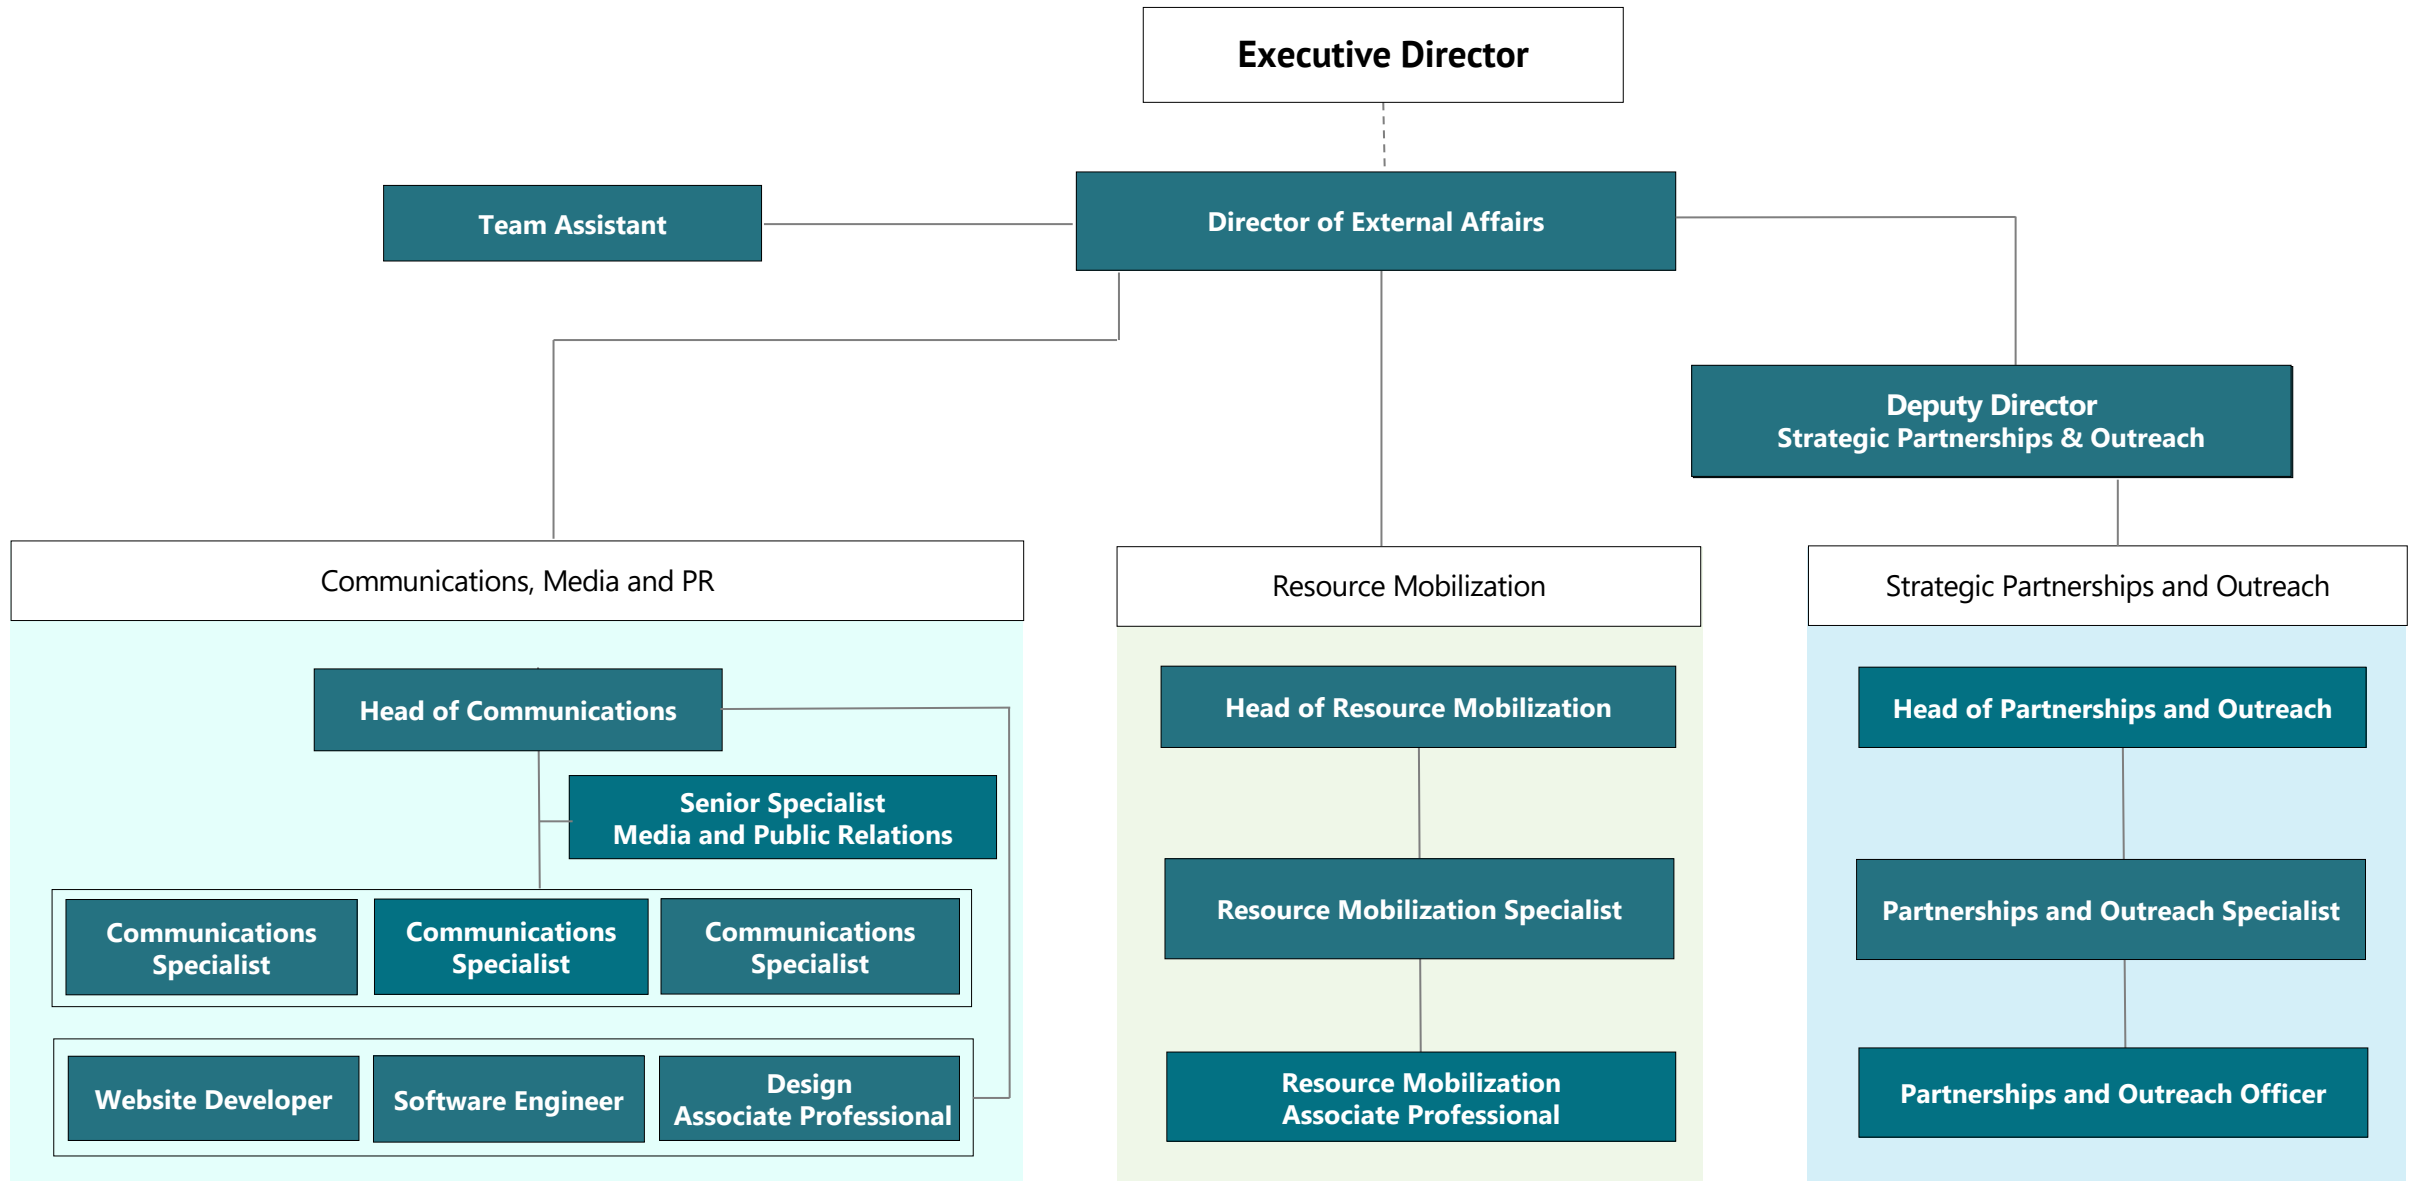 Executive Director
Team Assistant
Director of External Affairs
Deputy Director
Strategic Partnerships & Outreach
Communications, Media and PR
Resource Mobilization
Strategic Partnerships and Outreach
Head of Communications
Senior Specialist
Media and Public Relations
Communications
Specialist
Communications
Specialist
Communications
Specialist
Website Developer
Software Engineer
Design
Associate Professional
Head of Resource Mobilization
Resource Mobilization Specialist
Resource Mobilization
Associate Professional
Head of Partnerships and Outreach
Partnerships and Outreach Specialist
Partnerships and Outreach Officer